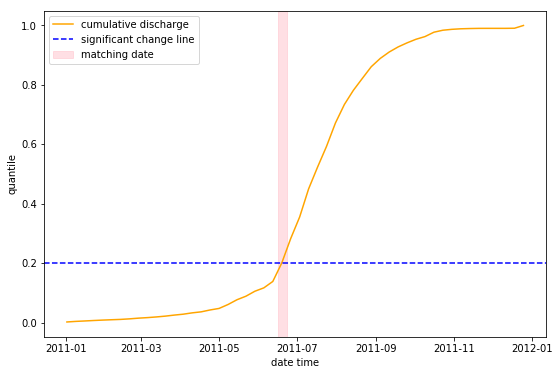 cumulative discharge
significant change line
matching date
1.0
0.8
0.6
0.4
0.2
0.0
quantile
2011-01 2011-03 2011-05 2011-07 2011-09 2011-11 2012-01
date time